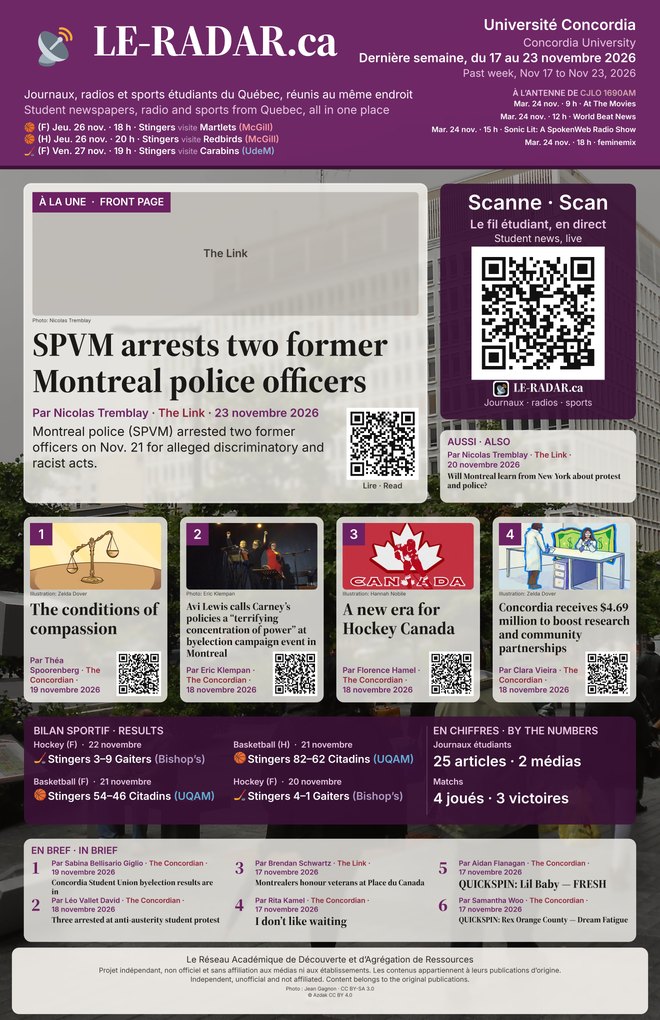 LE-RADAR.ca
Journaux, radios et sports étudiants du Québec, réunis au même endroit
Student newspapers, radio and sports from Quebec, all in one place
(F) Jeu. 26 nov. · 18 h · Stingers visite Martlets (McGill)
(H) Jeu. 26 nov. · 20 h · Stingers visite Redbirds (McGill)
(F) Ven. 27 nov. · 19 h · Stingers visite Carabins (UdeM)
Université Concordia
Concordia University
Dernière semaine, du 17 au 23 novembre 2026
Past week, Nov 17 to Nov 23, 2026
À L'ANTENNE DE CJLO 1690AM
Mar. 24 nov. · 9 h · At The Movies
Mar. 24 nov. · 12 h · World Beat News
Mar. 24 nov. · 15 h · Sonic Lit: A SpokenWeb Radio Show
Mar. 24 nov. · 18 h · feminemix
À LA UNE · FRONT PAGE
The Link
Photo: Nicolas Tremblay
SPVM arrests two former
Montreal police officers
Par Nicolas Tremblay · The Link · 23 novembre 2026
Montreal police (SPVM) arrested two former
officers on Nov. 21 for alleged discriminatory and
racist acts.
Lire · Read
Scanne · Scan
Le fil étudiant, en direct
Student news, live
LE-RADAR.ca
Journaux · radios · sports
AUSSI · ALSO
Par Nicolas Tremblay · The Link ·
20 novembre 2026
Will Montreal learn from New York about protest
and police?
1
Illustration: Zelda Dover
The conditions of
compassion
Par Théa
Spoorenberg · The
Concordian ·
19 novembre 2026
2
Photo: Eric Klempan
Avi Lewis calls Carney's
policies a "terrifying
concentration of power" at
byelection campaign event in
Montreal
Par Eric Klempan ·
The Concordian ·
18 novembre 2026
3
CANADA
Illustration: Hannah Nobile
A new era for
Hockey Canada
Par Florence Hamel ·
The Concordian ·
18 novembre 2026
4
Illustration: Zelda Dover
Concordia receives $4.69
million to boost research
and community
partnerships
Par Clara Vieira · The
Concordian ·
18 novembre 2026
BILAN SPORTIF · RESULTS
Hockey (F) · 22 novembre
Stingers 3–9 Gaiters (Bishop's)
Basketball (H) · 21 novembre
Stingers 82–62 Citadins (UQAM)
Basketball (F) · 21 novembre
Stingers 54–46 Citadins (UQAM)
Hockey (F) · 20 novembre
Stingers 4–1 Gaiters (Bishop's)
EN CHIFFRES · BY THE NUMBERS
Journaux étudiants
25 articles · 2 médias
Matchs
4 joués · 3 victoires
EN BREF · IN BRIEF
1
Par Sabina Bellisario Giglio · The Concordian ·
19 novembre 2026
Concordia Student Union byelection results are
in
2
Par Léo Vallet David · The Concordian ·
18 novembre 2026
Three arrested at anti-austerity student protest
3
Par Brendan Schwartz · The Link ·
17 novembre 2026
Montrealers honour veterans at Place du Canada
4
Par Rita Kamel · The Concordian ·
17 novembre 2026
I don't like waiting
5
Par Aidan Flanagan · The Concordian ·
17 novembre 2026
QUICKSPIN: Lil Baby — FRESH
6
Par Samantha Woo · The Concordian ·
17 novembre 2026
QUICKSPIN: Rex Orange County — Dream Fatigue
Le Réseau Académique de Découverte et d'Agrégation de Ressources
Projet indépendant, non officiel et sans affiliation aux médias ni aux établissements. Les contenus appartiennent à leurs publications d'origine.
Independent, unofficial and not affiliated. Content belongs to the original publications.
Photo : Jean Gagnon · CC BY-SA 3.0
© Azdak CC BY 4.0